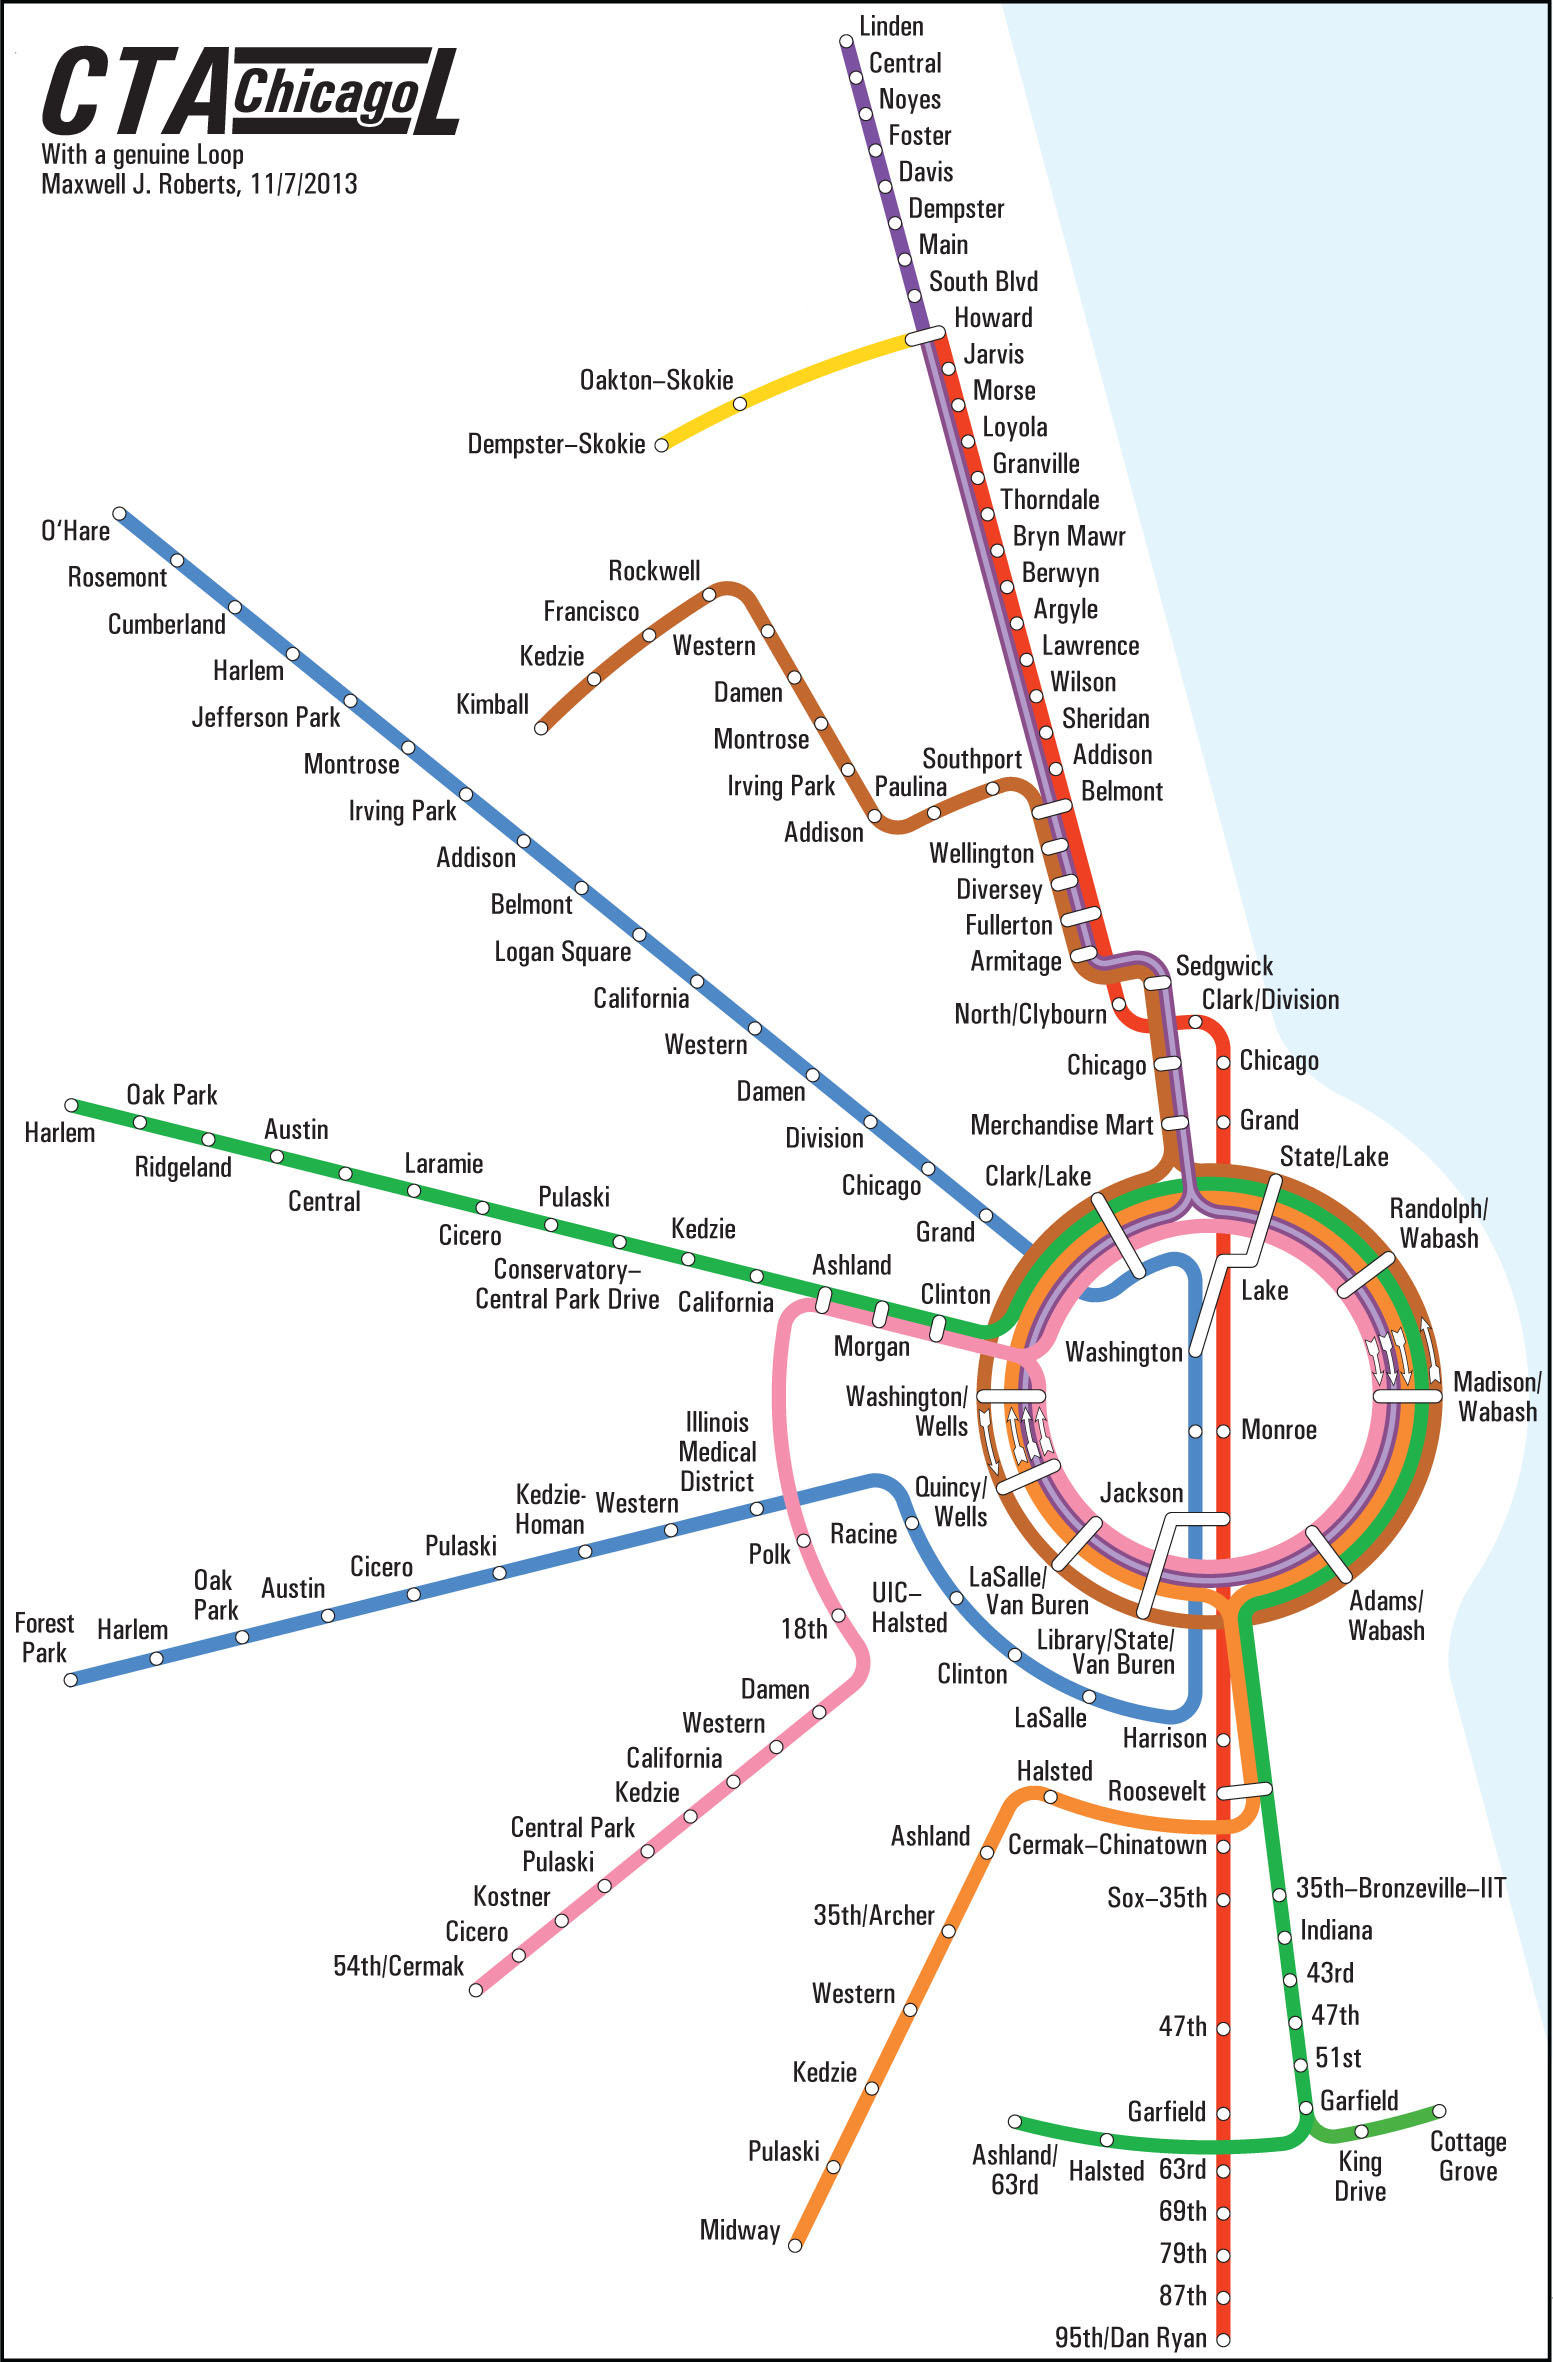 CTA Chicago L
With a genuine Loop
Maxwell J. Roberts, 11/7/2013
Linden
Central
Noyes
Foster
Davis
Dempster
Main
South Blvd
Howard
Jarvis
Morse
Loyola
Granville
Thorndale
Bryn Mawr
Berwyn
Argyle
Lawrence
Wilson
Sheridan
Addison
Belmont
Oakton–Skokie
Dempster–Skokie
O‘Hare
Rosemont
Cumberland
Harlem
Jefferson Park
Montrose
Irving Park
Addison
Belmont
Logan Square
California
Western
Damen
Division
Chicago
Grand
Rockwell
Francisco
Kedzie
Kimball
Western
Damen
Montrose
Irving Park
Addison
Paulina
Southport
Wellington
Diversey
Fullerton
Armitage
Sedgwick
Clark/Division
North/Clybourn
Chicago
Chicago
Merchandise Mart
Grand
Clark/Lake
State/Lake
Randolph/
Wabash
Lake
Washington
Madison/
Wabash
Monroe
Washington/
Wells
Quincy/
Wells
Jackson
LaSalle/
Van Buren
Library/State/
Van Buren
Adams/
Wabash
Harlem
Oak Park
Ridgeland
Austin
Central
Laramie
Cicero
Pulaski
Conservatory–
Central Park Drive
Kedzie
California
Ashland
Morgan
Clinton
Illinois
Medical
District
Kedzie-
Homan
Western
Pulaski
Cicero
Austin
Oak
Park
Harlem
Forest
Park
Racine
UIC–
Halsted
Clinton
LaSalle
Polk
18th
Damen
Western
California
Kedzie
Central Park
Pulaski
Kostner
Cicero
54th/Cermak
Harrison
Roosevelt
Halsted
Ashland
Cermak–Chinatown
Sox–35th
35th/Archer
Western
Kedzie
Pulaski
Midway
35th–Bronzeville–IIT
Indiana
43rd
47th
51st
Garfield
47th
Garfield
Ashland/
63rd
Halsted
63rd
King
Drive
Cottage
Grove
69th
79th
87th
95th/Dan Ryan